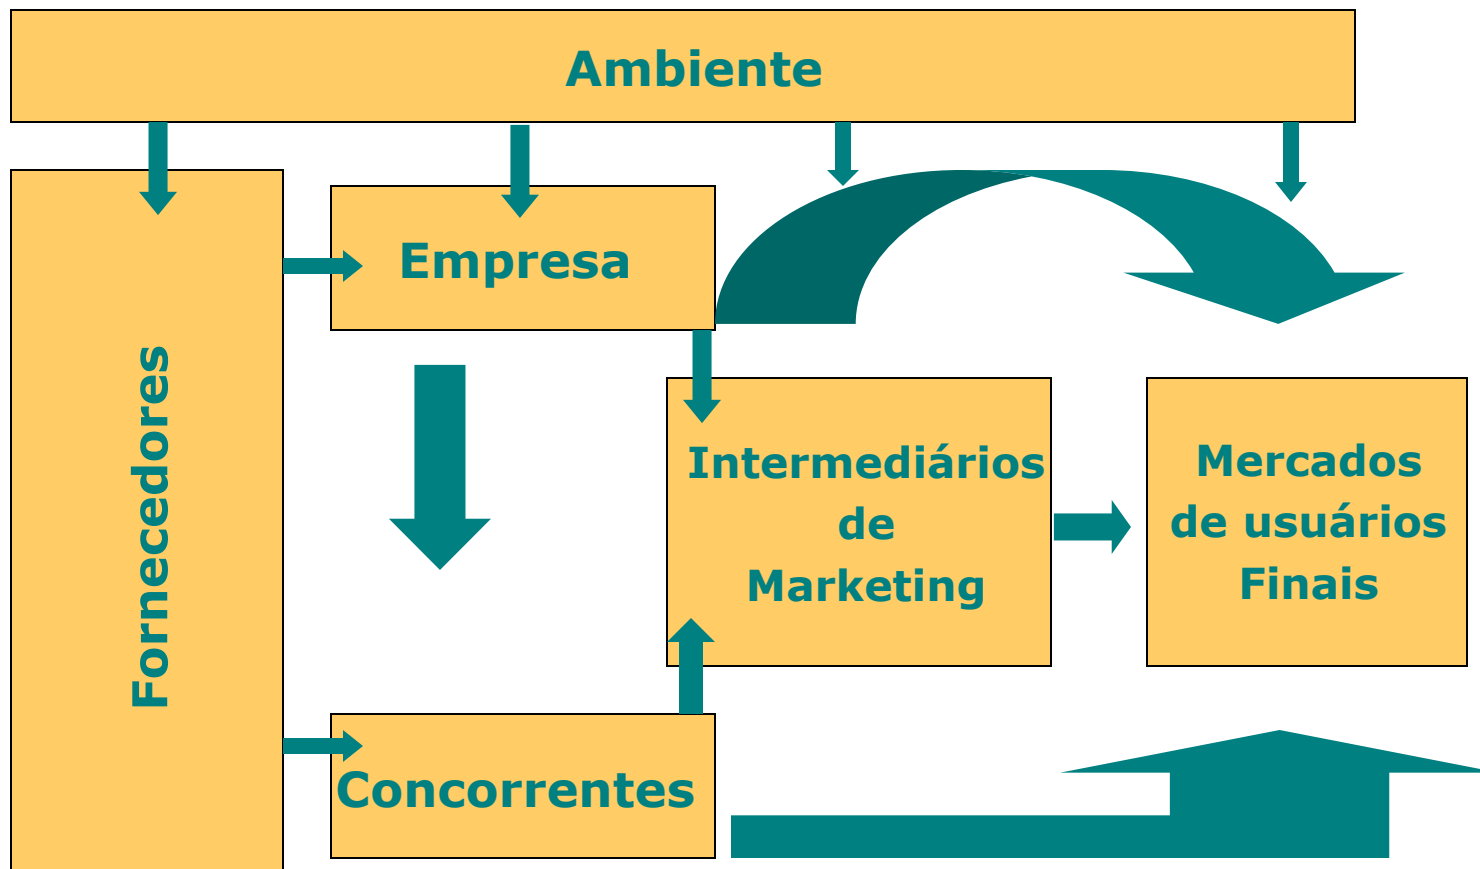 Ambiente
Empresa
Fornecedores
Intermediários
de
Marketing
Mercados
de usuários
Finais
Concorrentes